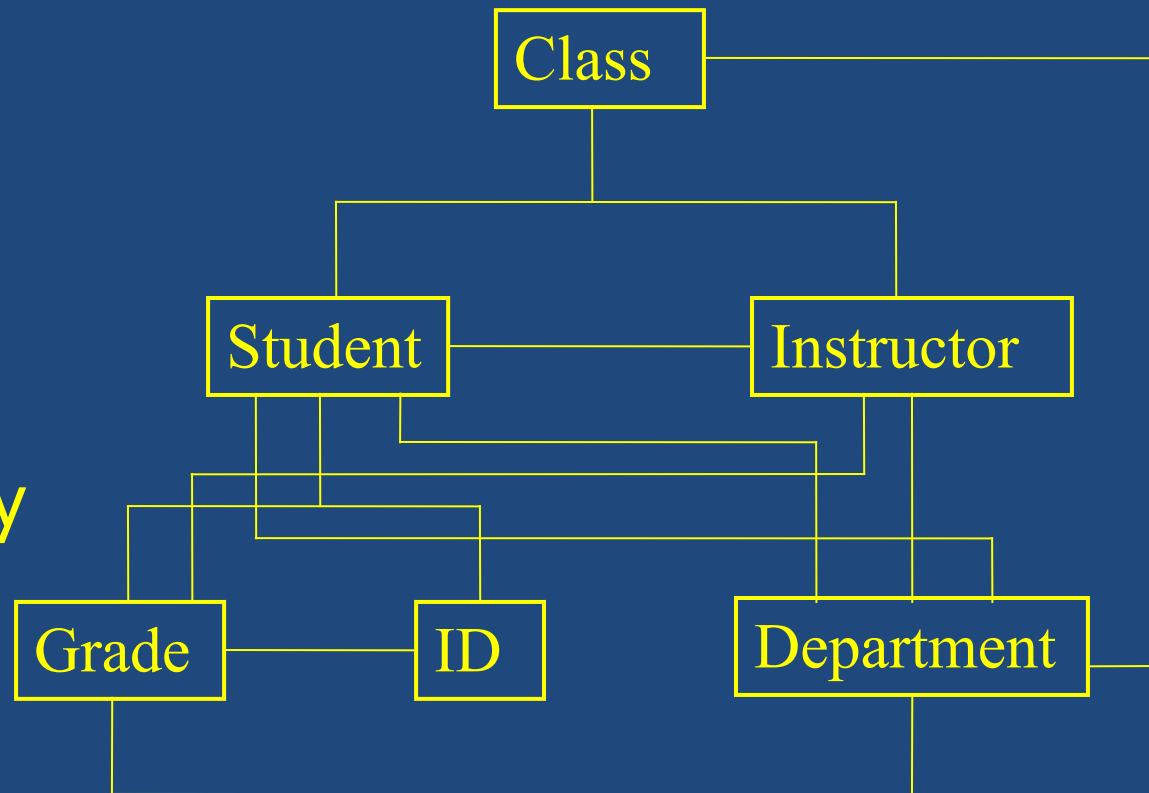 Class
Student
Instructor
y
Grade
ID
Department